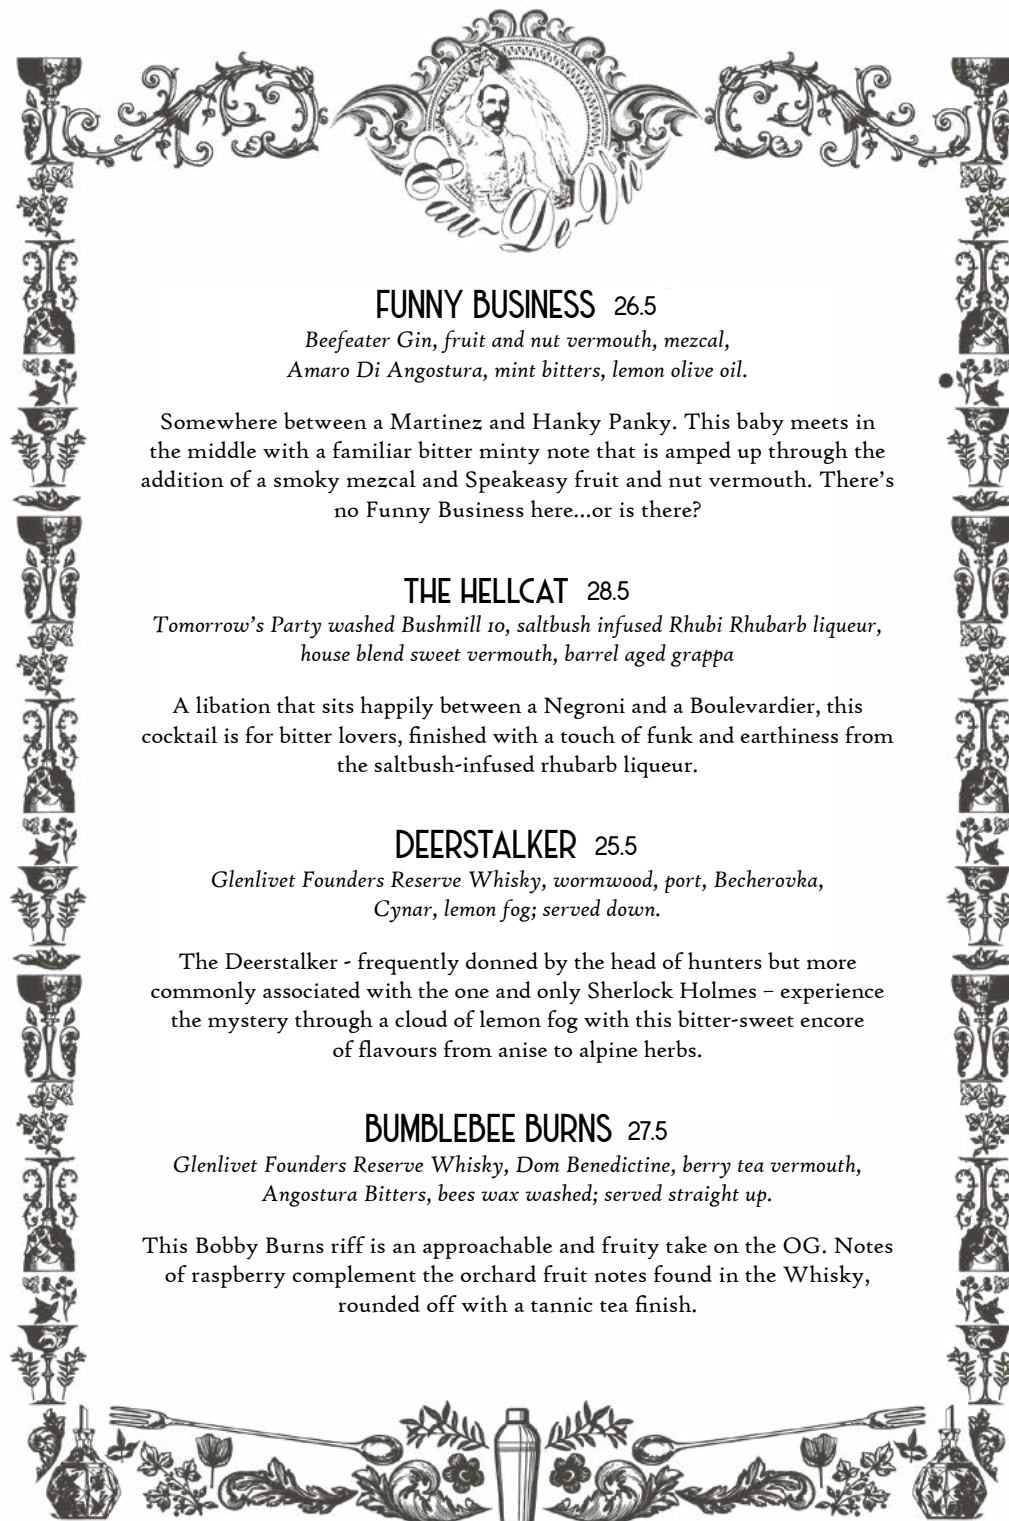 Eau-De-Vie
FUNNY BUSINESS 26.5
Beefeater Gin, fruit and nut vermouth, mezcal,
Amaro Di Angostura, mint bitters, lemon olive oil.
Somewhere between a Martinez and Hanky Panky. This baby meets in
the middle with a familiar bitter minty note that is amped up through the
addition of a smoky mezcal and Speakeasy fruit and nut vermouth. There's
no Funny Business here...or is there?
THE HELLCAT 28.5
Tomorrow's Party washed Bushmill 10, saltbush infused Rhubi Rhubarb liqueur,
house blend sweet vermouth, barrel aged grappa
A libation that sits happily between a Negroni and a Boulevardier, this
cocktail is for bitter lovers, finished with a touch of funk and earthiness from
the saltbush-infused rhubarb liqueur.
DEERSTALKER 25.5
Glenlivet Founders Reserve Whisky, wormwood, port, Becherovka,
Cynar, lemon fog; served down.
The Deerstalker - frequently donned by the head of hunters but more
commonly associated with the one and only Sherlock Holmes – experience
the mystery through a cloud of lemon fog with this bitter-sweet encore
of flavours from anise to alpine herbs.
BUMBLEBEE BURNS 27.5
Glenlivet Founders Reserve Whisky, Dom Benedictine, berry tea vermouth,
Angostura Bitters, bees wax washed; served straight up.
This Bobby Burns riff is an approachable and fruity take on the OG. Notes
of raspberry complement the orchard fruit notes found in the Whisky,
rounded off with a tannic tea finish.